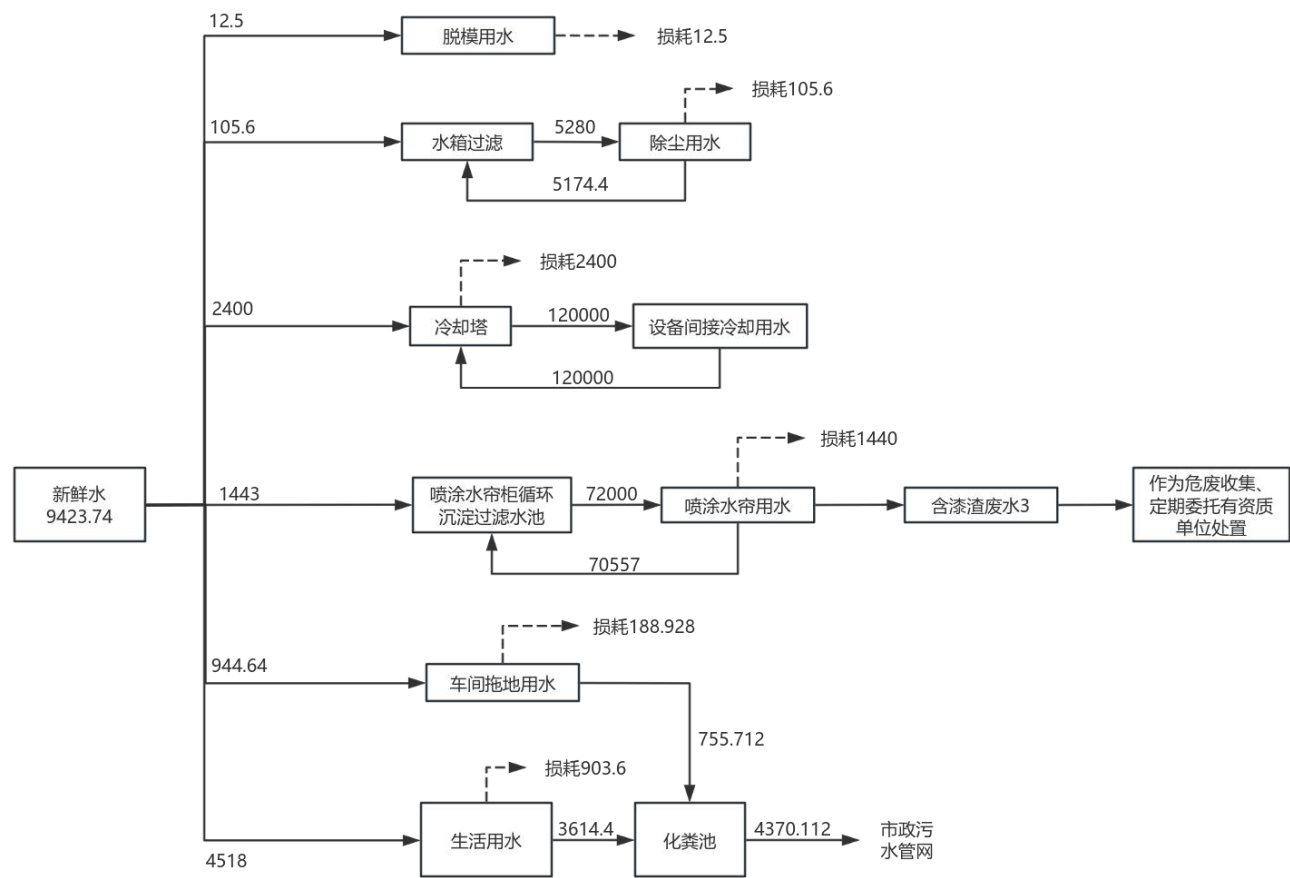 12.5
脱模用水
损耗12.5
损耗105.6
105.6
水箱过滤
5280
除尘用水
5174.4
损耗2400
2400
冷却塔
120000
设备间接冷却用水
120000
损耗1440
新鲜水
9423.74
1443
喷涂水帘柜循环
沉淀过滤水池
72000
喷涂水帘用水
含漆渣废水3
作为危废收集、
定期委托有资质
单位处置
70557
损耗188.928
944.64
车间拖地用水
755.712
损耗903.6
4518
生活用水
3614.4
化粪池
4370.112
市政污
水管网